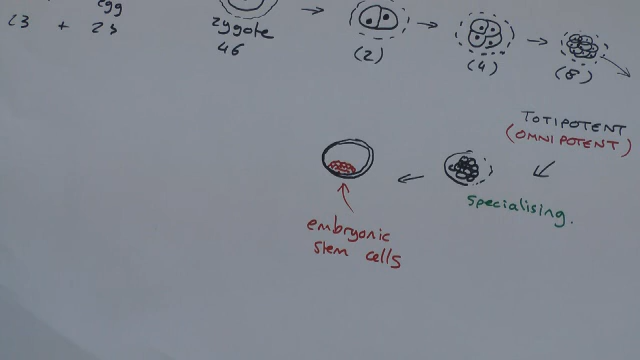 egg
23 + 23
zygote
46
(2)
(4)
(8)
TOTIPOTENT
(OMNIPOTENT)
specialising.
embryonic
stem cells